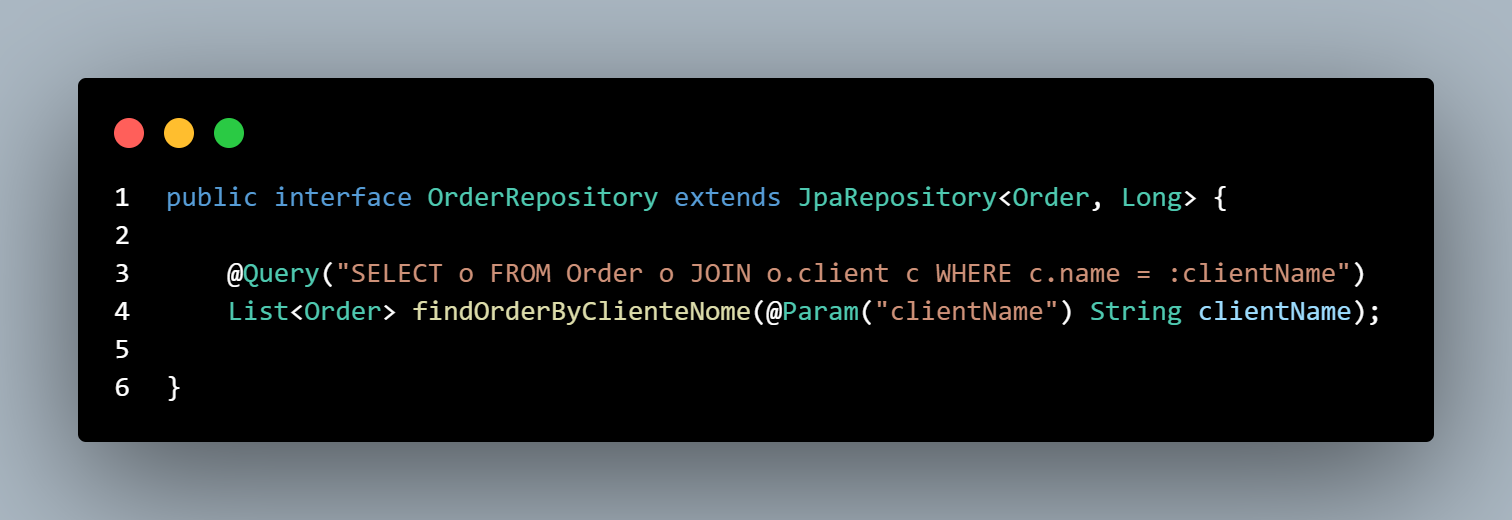 1 public interface OrderRepository extends JpaRepository<Order, Long> {
2
3 @Query("SELECT o FROM Order o JOIN o.client c WHERE c.name = :clientName")
4 List<Order> findOrderByClienteNome(@Param("clientName") String clientName);
5
6 }